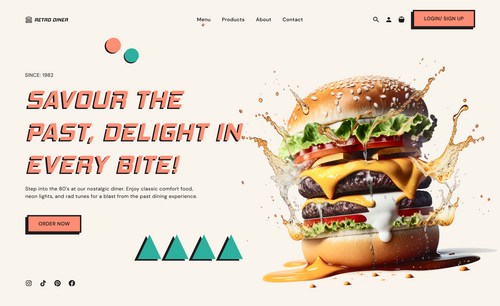 RETRO DINER
Menu Products About Contact
LOGIN/ SIGN UP
SINCE: 1982
SAVOUR THE
PAST, DELIGHT IN
EVERY BITE!
Step into the 80's at our nostalgic diner. Enjoy classic comfort food,
neon lights, and rad tunes for a blast from the past dining experience.
ORDER NOW